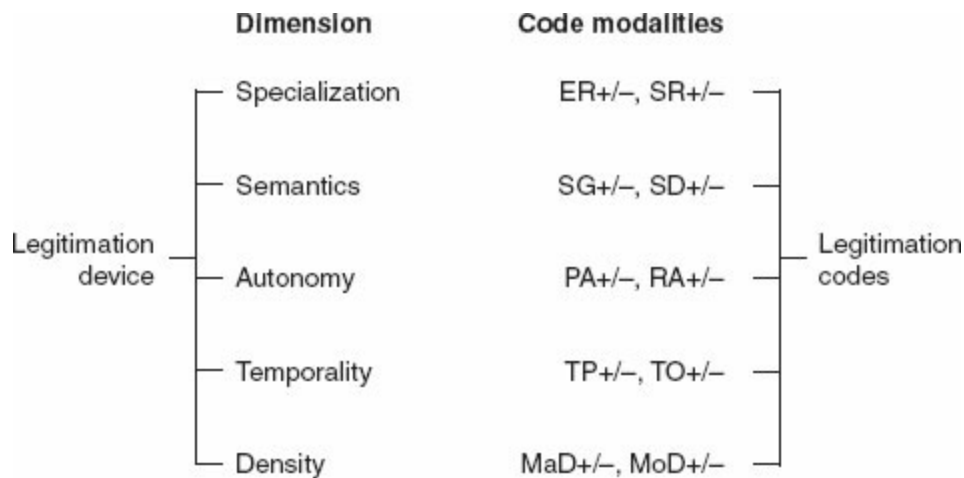 Dimension Code modalities
Specialization ER+/–, SR+/–
Semantics SG+/–, SD+/–
Legitimation device
Autonomy PA+/–, RA+/–
Legitimation codes
Temporality TP+/–, TO+/–
Density MaD+/–, MoD+/–